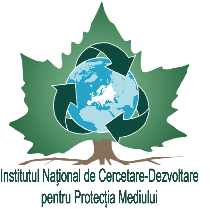 Institutul Național de Cercetare-Dezvoltare
pentru Protecția Mediului